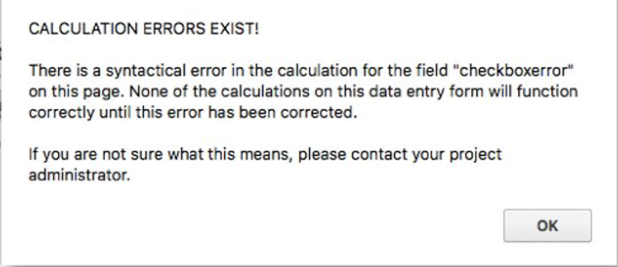 CALCULATION ERRORS EXIST!
There is a syntactical error in the calculation for the field "checkboxerror"
on this page. None of the calculations on this data entry form will function
correctly until this error has been corrected.
If you are not sure what this means, please contact your project
administrator.
OK